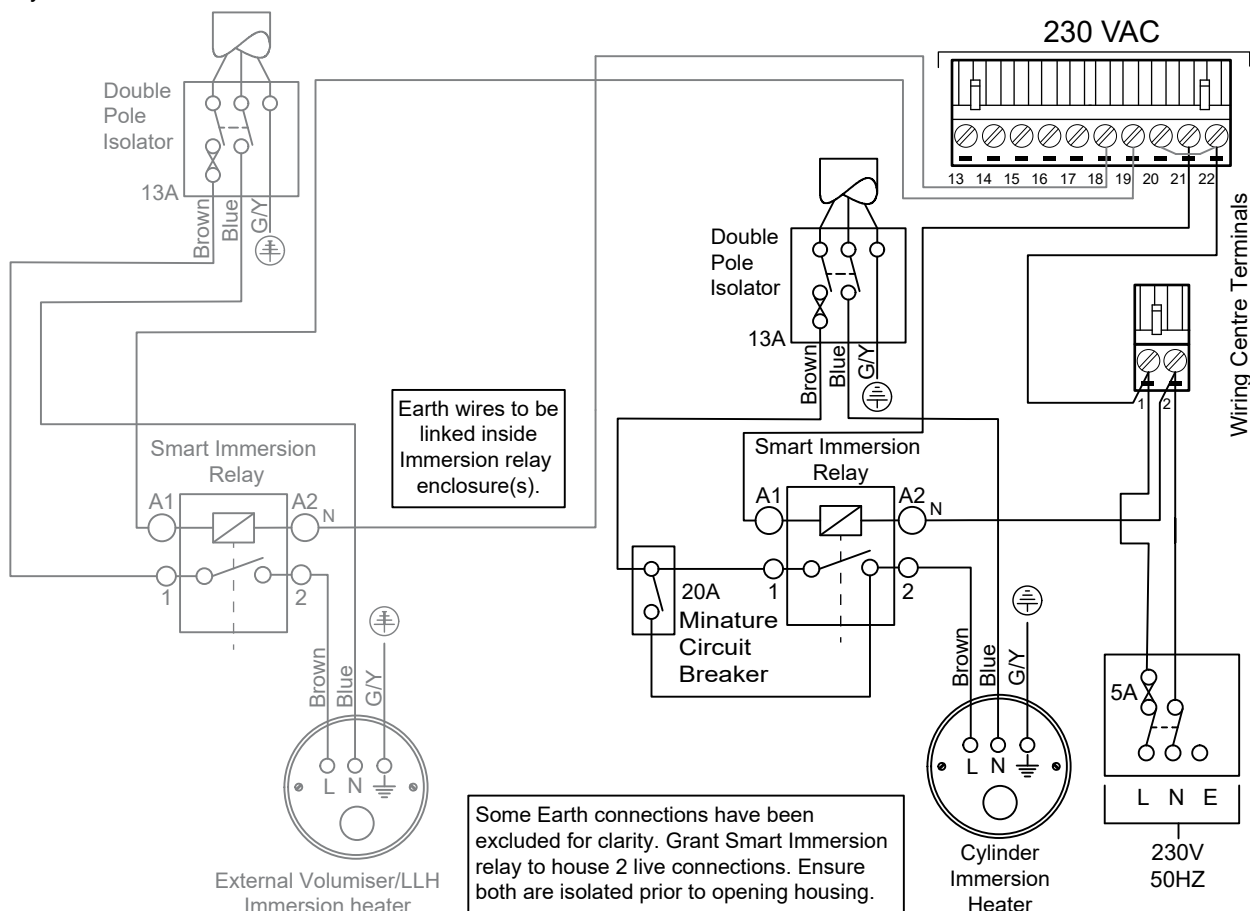 230 VAC
Double
Pole
Isolator
13A
Brown
Blue
G/Y
13 14 15 16 17 18 19 20 21 22
Wiring Centre Terminals
Double
Pole
Isolator
13A
Brown
Blue
G/Y
1 2
Earth wires to be
linked inside
Immersion relay
enclosure(s).
Smart Immersion
Relay
A1
A2
N
1
2
Smart Immersion
Relay
A1
A2
N
1
2
20A
Minature
Circuit
Breaker
Brown
Blue
G/Y
L N
External Volumiser/LLH
Immersion heater
Brown
Blue
G/Y
L N
Cylinder
Immersion
Heater
5A
L N E
230V
50HZ
Some Earth connections have been
excluded for clarity. Grant Smart Immersion
relay to house 2 live connections. Ensure
both are isolated prior to opening housing.